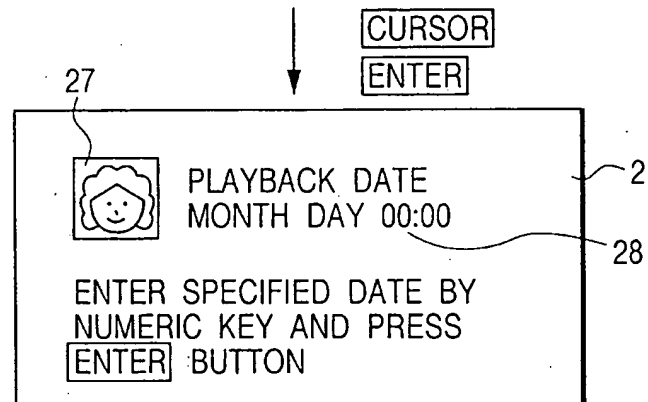 CURSOR
ENTER
27
PLAYBACK DATE
MONTH DAY 00:00
2
28
ENTER SPECIFIED DATE BY
NUMERIC KEY AND PRESS
ENTER BUTTON